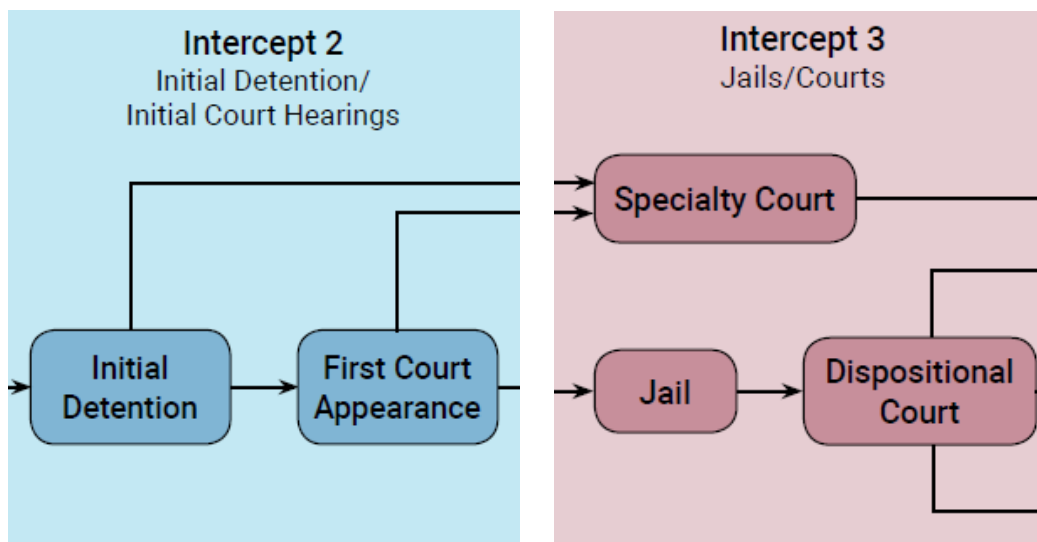 Intercept 2
Initial Detention/
Initial Court Hearings
Initial
Detention
First Court
Appearance
Intercept 3
Jails/Courts
Specialty Court
Jail
Dispositional
Court